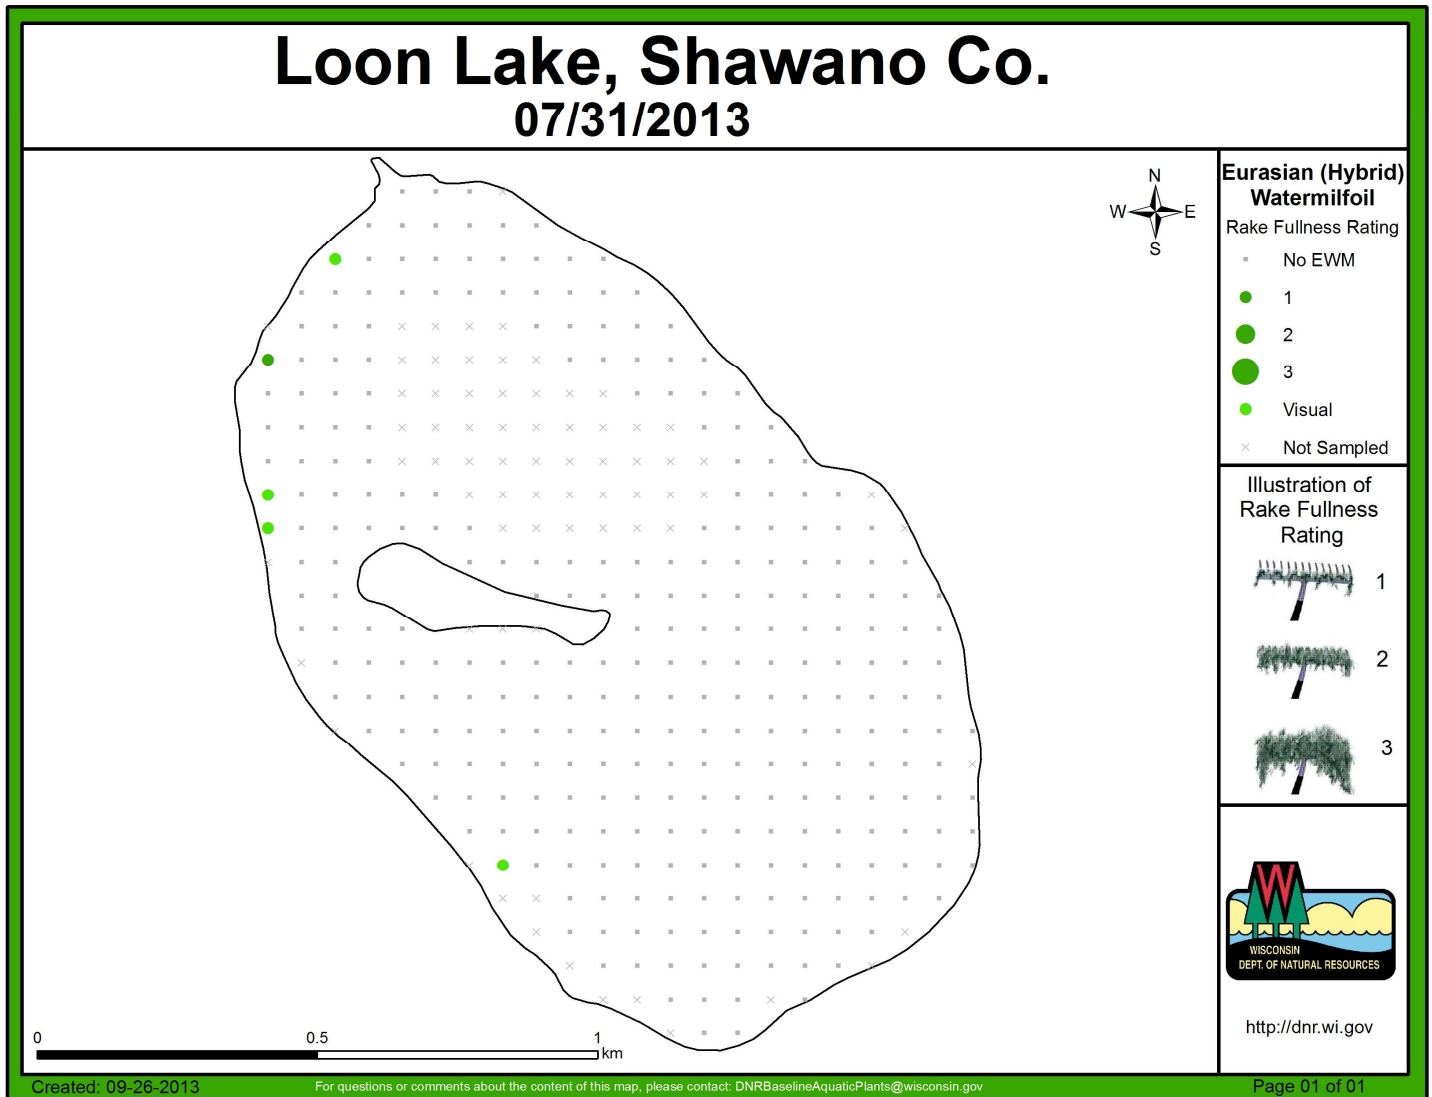 Loon Lake, Shawano Co.
07/31/2013
N
W
E
S
Eurasian (Hybrid)
Watermilfoil
Rake Fullness Rating
No EWM
1
2
3
Visual
Not Sampled
Illustration of
Rake Fullness
Rating
1
2
3
W
WISCONSIN
DEPT. OF NATURAL RESOURCES
http://dnr.wi.gov
0
0.5
1
km
Created: 09-26-2013
For questions or comments about the content of this map, please contact: DNRBaselineAquaticPlants@wisconsin.gov
Page 01 of 01